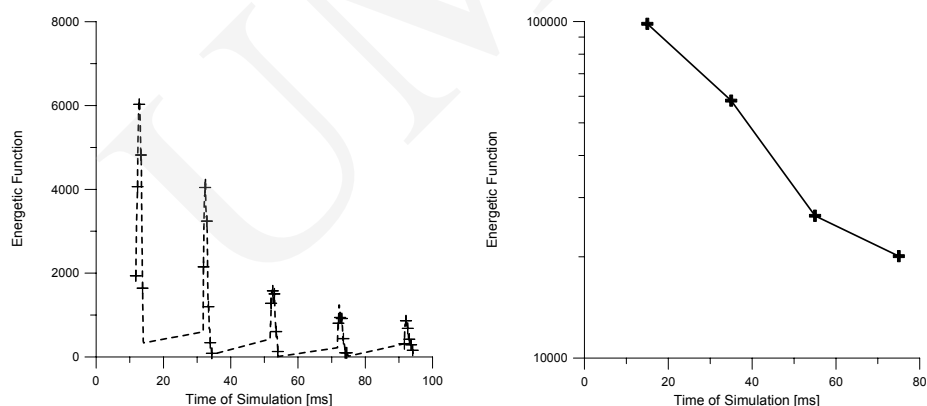 8000
6000
4000
2000
0
0 20 40 60 80 100
Energetic Function
Time of Simulation [ms]
100000
10000
0 20 40 60 80
Energetic Function
Time of Simulation [ms]
UM